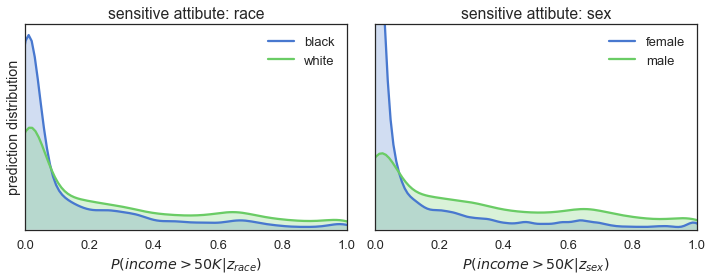 sensitive attibute: race
sensitive attibute: sex
prediction distribution
black
white
female
male
0.0 0.2 0.4 0.6 0.8 1.0
0.0 0.2 0.4 0.6 0.8 1.0
P(income > 50K|z_race)
P(income > 50K|z_sex)